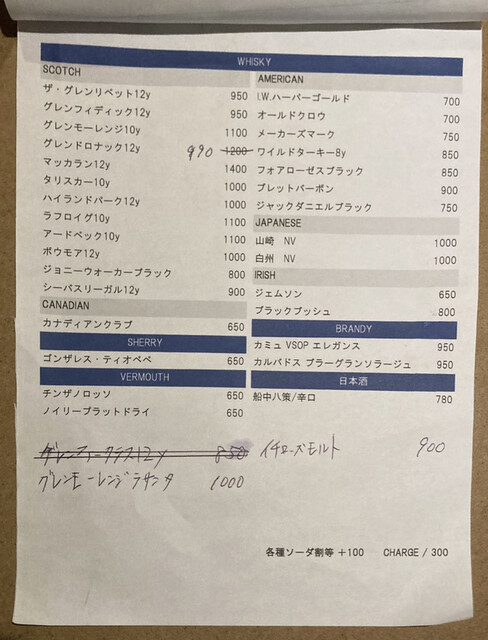 WHISKY
SCOTCH
ザ・グレンリベット12y 950
グレンフィディック12y 950
グレンモーレンジ10y 1100
グレンドロナック12y 990 1200
マッカラン12y 1400
タリスカー10y 1000
ハイランドパーク12y 1000
ラフロイグ10y 1100
アードベック10y 1100
ボウモア12y 1000
ジョニーウォーカーブラック 800
シーバスリーガル12y 900
CANADIAN
カナディアンクラブ 650
SHERRY
ゴンザレス・ティオペペ 650
VERMOUTH
チンザノロッソ 650
ノイリープラットドライ 650
AMERICAN
I.W.ハーパーゴールド 700
オールドクロウ 700
メーカーズマーク 750
ワイルドターキー8y 850
フォアローゼスブラック 850
ブレットバーボン 900
ジャックダニエルブラック 750
JAPANESE
山崎 NV 1000
白州 NV 1000
IRISH
ジェムソン 650
ブラックブッシュ 800
BRANDY
カミュ VSOP エレガンス 950
カルバドス ブラーグランソラージュ 950
日本酒
船中八策/辛口 780
グレンファークラス12y 850
グレンモーレンジラサンタ 1000
イチローズモルト 900
各種ソーダ割等 +100 CHARGE / 300